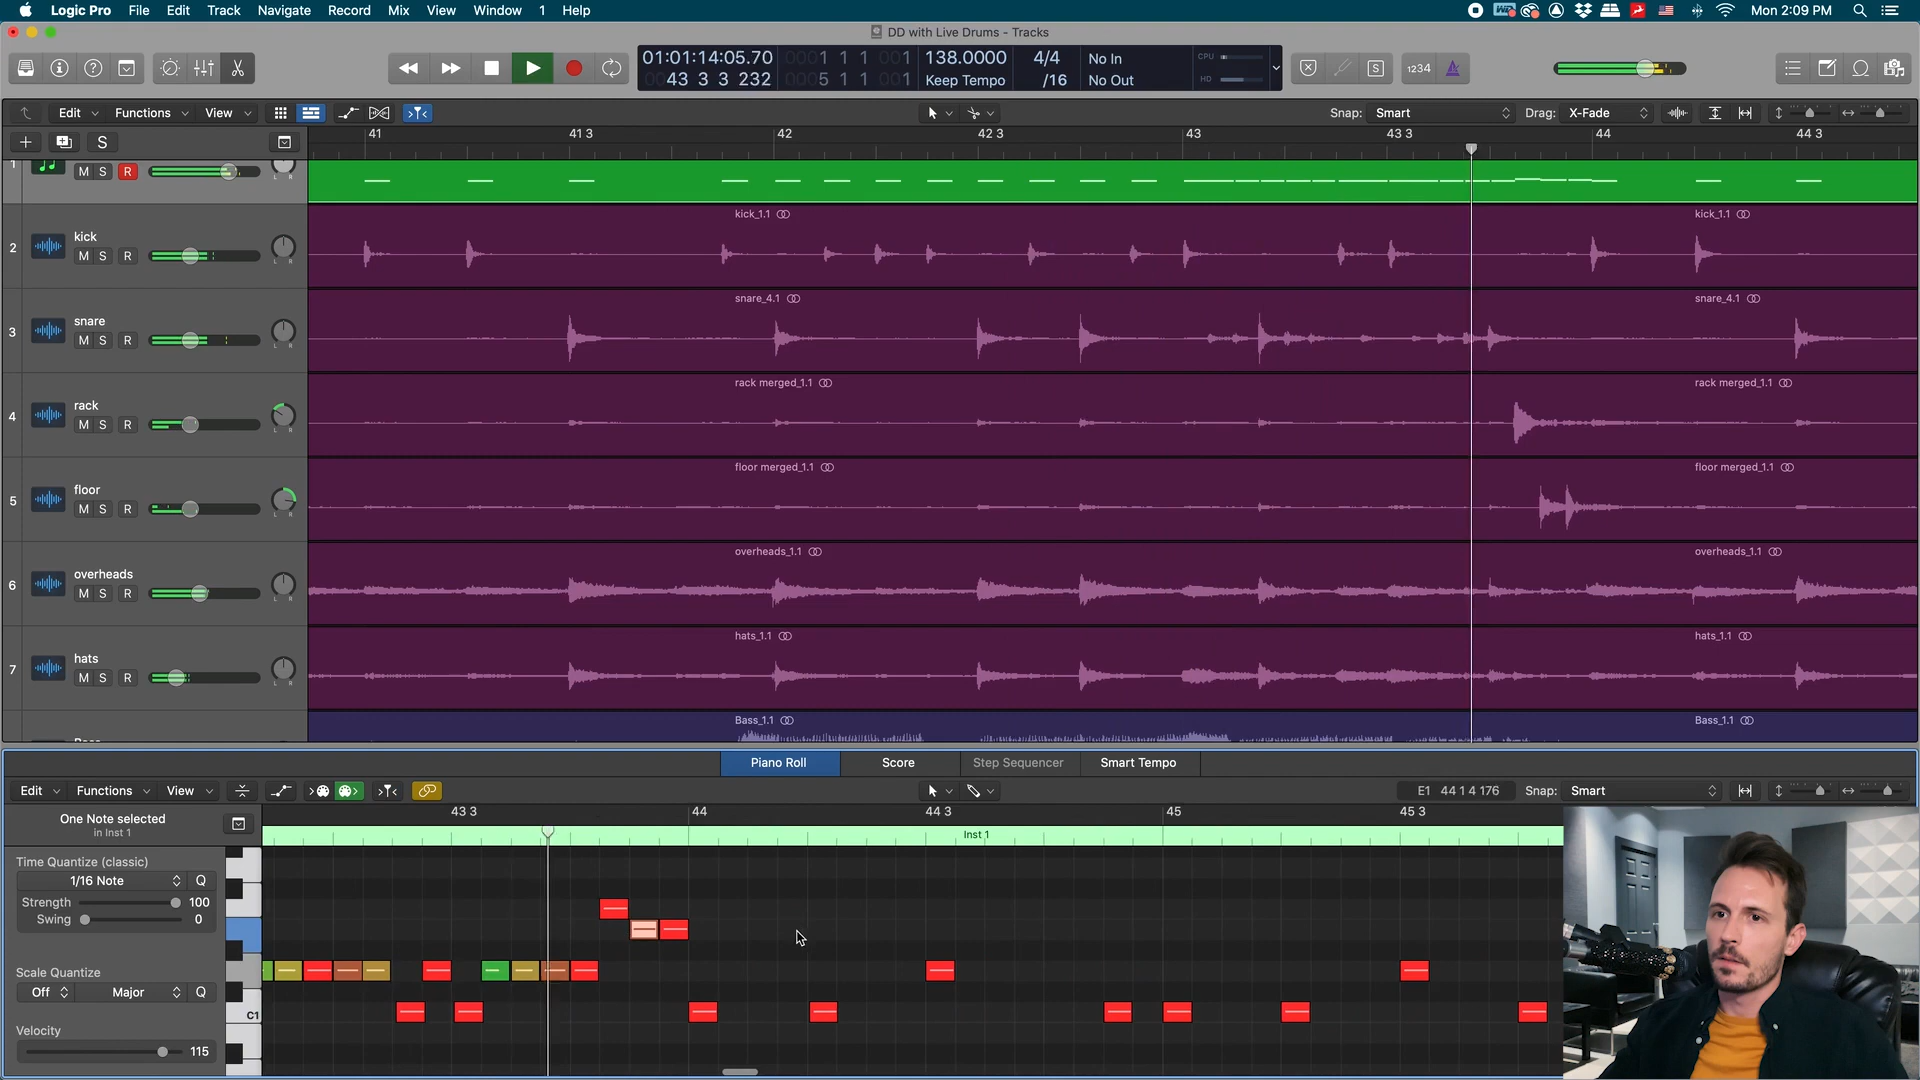 Logic Pro File Edit Track Navigate Record Mix View Window 1 Help Mon 2:09 PM
DD with Live Drums - Tracks
01:01:14:05.70 0001 1 1 001 138.0000 4/4 No In CPU
0043 3 3 232 0005 1 1 001 Keep Tempo /16 No Out HD
1234
Edit Functions View Snap: Smart Drag: X-Fade
S 41 41 3 42 42 3 43 43 3 44 44 3
1 M S R L R
kick_1.1 kick_1.1
2 kick
M S R L R
snare_4.1 snare_4.1
3 snare
M S R L R
rack merged_1.1 rack merged_1.1
4 rack
M S R L R
floor merged_1.1 floor merged_1.1
5 floor
M S R L R
overheads_1.1 overheads_1.1
6 overheads
M S R L R
hats_1.1 hats_1.1
7 hats
M S R L R
Bass_1.1 Bass_1.1
Piano Roll Score Step Sequencer Smart Tempo
Edit Functions View E1 44 1 4 176 Snap: Smart
One Note selected
in Inst 1
43 3 44 44 3 45 45 3
Inst 1
Time Quantize (classic)
1/16 Note Q
Strength 100
Swing 0
Scale Quantize
Off Major Q
C1
Velocity
115